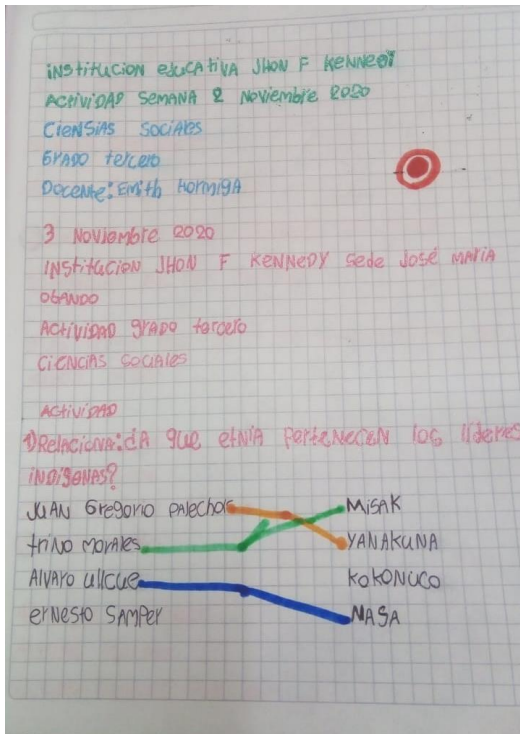 iNstitucion educativa JHON F KENNEDY
ActiviDAD SemaNA 2 Noviembre 2020
CieNSiAS SociAles
GrADO tercero
DoceNte: Emith HormigA
3 Noviembre 2020
INstitucion JHON F KENNEDY sede José MARIA
OBANDO
ActiviDAD grADO tercero
CieNciAS sociAles
ActiviDAD
1) RelAcionA: ¿A que etNiA PerteNeceN los líderes
iNDigeNAS?
JUAN Gregorio PAlechor MiSAK
triNo morAles YANAKUNA
AlvAro ulicue KOKONUCO
erNesto SAmPer NASA